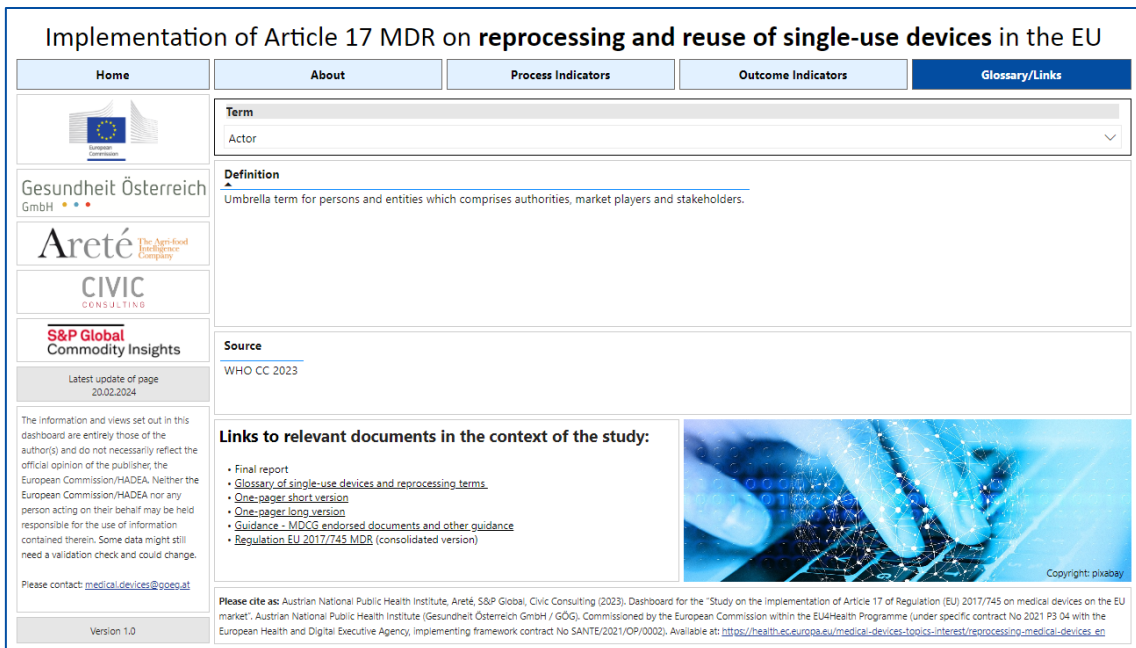 Implementation of Article 17 MDR on reprocessing and reuse of single-use devices in the EU
Home
About
Process Indicators
Outcome Indicators
Glossary/Links
European
Commission
Gesundheit Österreich
GmbH
Areté The Agri-food
Intelligence
Company
CIVIC
CONSULTING
S&P Global
Commodity Insights
Latest update of page
20.02.2024
The information and views set out in this
dashboard are entirely those of the
author(s) and do not necessarily reflect the
official opinion of the publisher, the
European Commission/HADEA. Neither the
European Commission/HADEA nor any
person acting on their behalf may be held
responsible for the use of information
contained therein. Some data might still
need a validation check and could change.
Please contact: medical.devices@goeg.at
Version 1.0
Term
Actor
Definition
Umbrella term for persons and entities which comprises authorities, market players and stakeholders.
Source
WHO CC 2023
Links to relevant documents in the context of the study:
• Final report
• Glossary of single-use devices and reprocessing terms
• One-pager short version
• One-pager long version
• Guidance - MDCG endorsed documents and other guidance
• Regulation EU 2017/745 MDR (consolidated version)
Copyright: pixabay
Please cite as: Austrian National Public Health Institute, Areté, S&P Global, Civic Consulting (2023). Dashboard for the "Study on the implementation of Article 17 of Regulation (EU) 2017/745 on medical devices on the EU
market". Austrian National Public Health Institute (Gesundheit Österreich GmbH / GÖG). Commissioned by the European Commission within the EU4Health Programme (under specific contract No 2021 P3 04 with the
European Health and Digital Executive Agency, implementing framework contract No SANTE/2021/OP/0002). Available at: https://health.ec.europa.eu/medical-devices-topics-interest/reprocessing-medical-devices_en